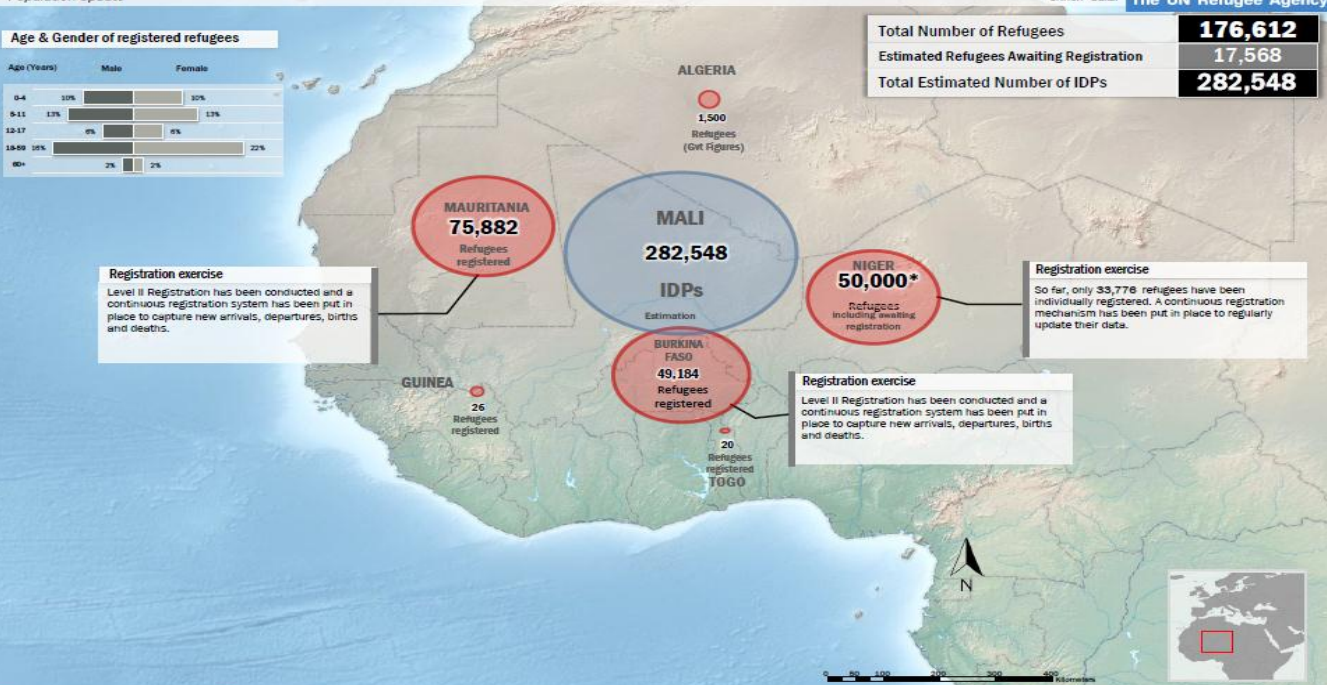 The UN Refugee Agency
Age & Gender of registered refugees
Age (Years) Male Female
0-4 10% 10%
5-11 13% 13%
12-17 6% 6%
18-59 16% 22%
60+ 2% 2%
Total Number of Refugees 176,612
Estimated Refugees Awaiting Registration 17,568
Total Estimated Number of IDPs 282,548
ALGERIA
1,500
Refugees
(Gvt Figures)
MAURITANIA
75,882
Refugees
registered
MALI
282,548
IDPs
Estimation
NIGER
50,000*
Refugees
including awaiting
registration
Registration exercise
Level II Registration has been conducted and a
continuous registration system has been put in
place to capture new arrivals, departures, births
and deaths.
Registration exercise
So far, only 33,776 refugees have been
individually registered. A continuous registration
mechanism has been put in place to regularly
update their data.
BURKINA
FASO
49,184
Refugees
registered
GUINEA
26
Refugees
registered
Registration exercise
Level II Registration has been conducted and a
continuous registration system has been put in
place to capture new arrivals, departures, births
and deaths.
20
Refugees
registered
TOGO
N
0 50 100 200 300 400
Kilometers